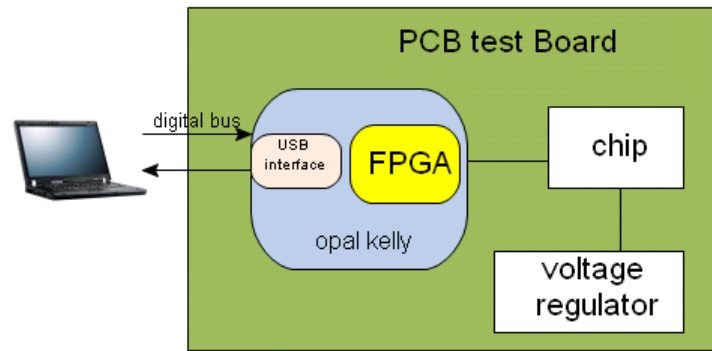 PCB test Board
digital bus
USB
interface
FPGA
opal kelly
chip
voltage
regulator